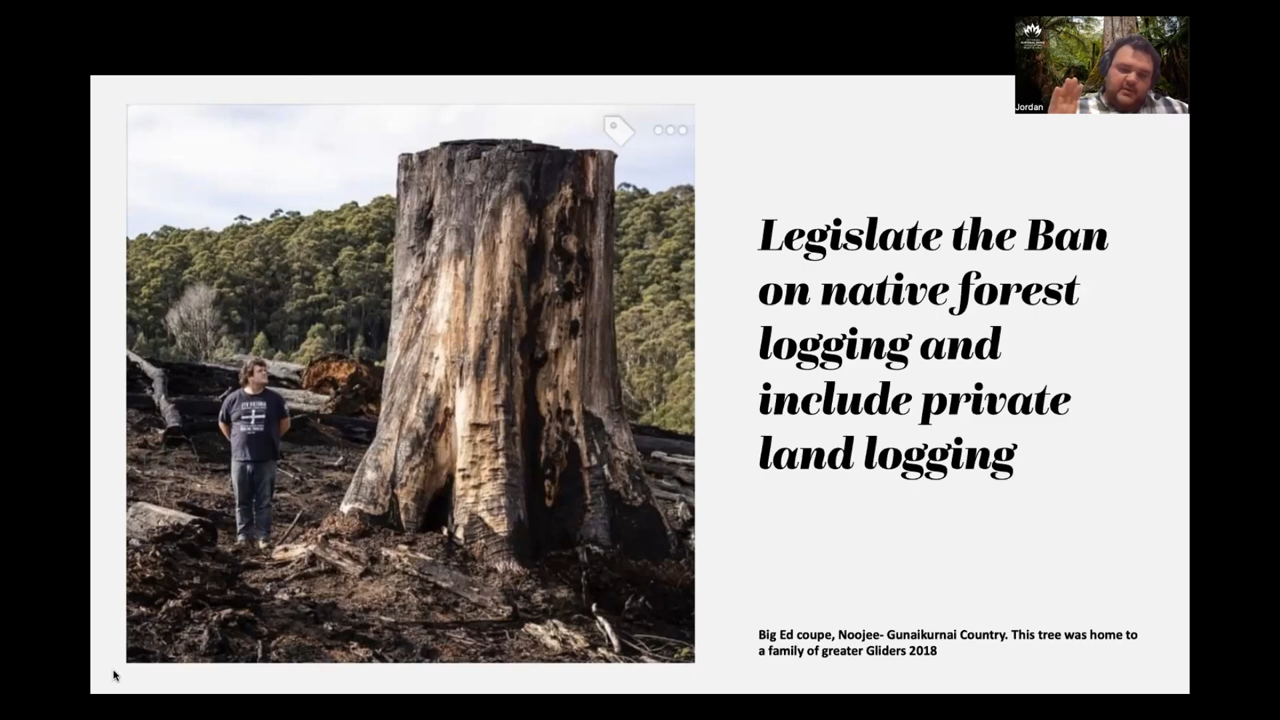 Jordan
Legislate the Ban
on native forest
logging and
include private
land logging
Big Ed coupe, Noojee- Gunaikurnai Country. This tree was home to
a family of greater Gliders 2018